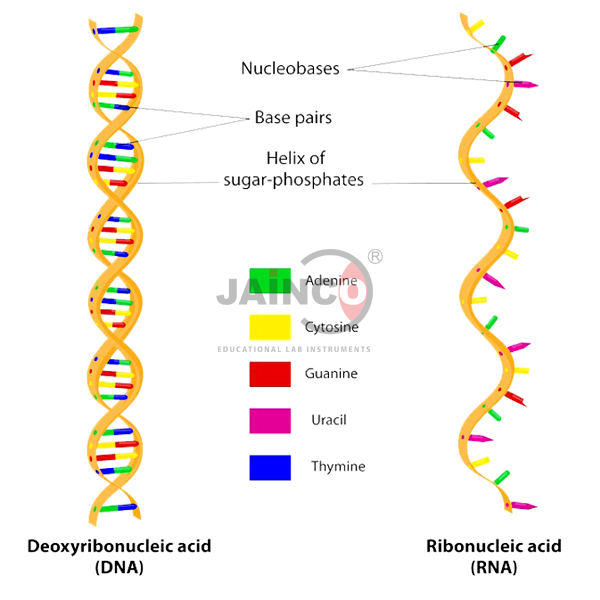 Nucleobases
Base pairs
Helix of
sugar-phosphates
®
JAINCO
EDUCATIONAL LAB INSTRUMENTS
Adenine
Cytosine
Guanine
Uracil
Thymine
Deoxyribonucleic acid
(DNA)
Ribonucleic acid
(RNA)